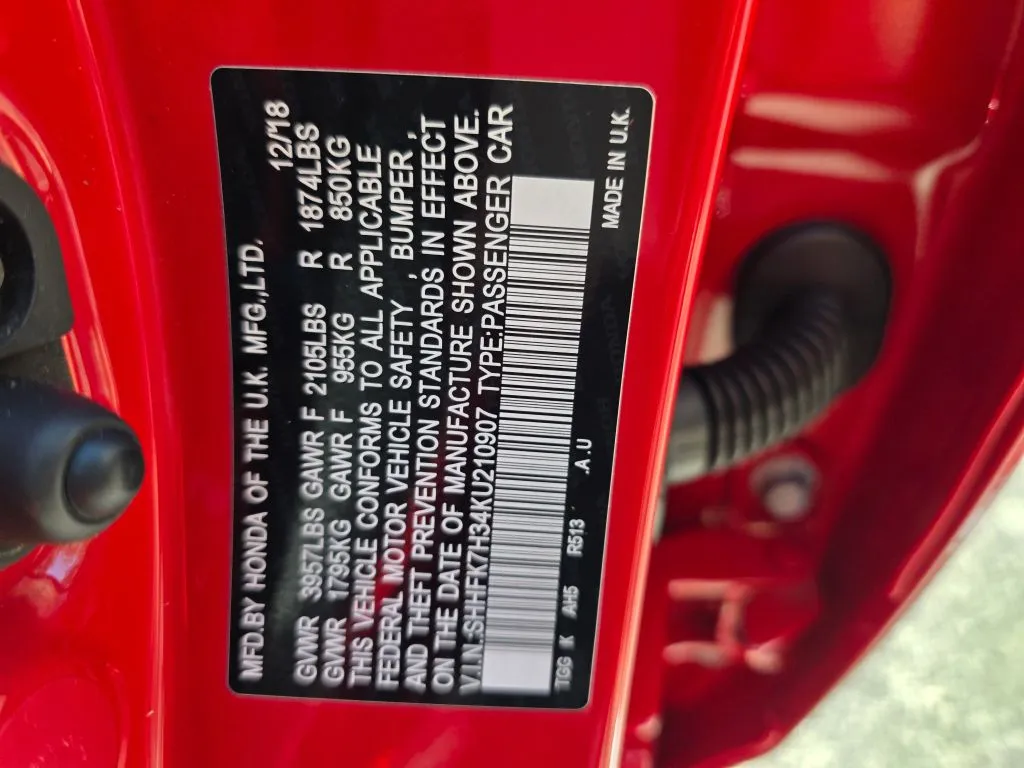 MFD.BY HONDA OF THE U.K. MFG.,LTD.
12/18
GVWR 3957LBS GAWR F 2105LBS R 1874LBS
GVWR 1795KG GAWR F 955KG R 850KG
THIS VEHICLE CONFORMS TO ALL APPLICABLE
FEDERAL MOTOR VEHICLE SAFETY , BUMPER ,
AND THEFT PREVENTION STANDARDS IN EFFECT
ON THE DATE OF MANUFACTURE SHOWN ABOVE.
V.I.N.:SHHFK7H34KU210907 TYPE:PASSENGER CAR
TGG K AH5 R513 .A.U
MADE IN U.K.